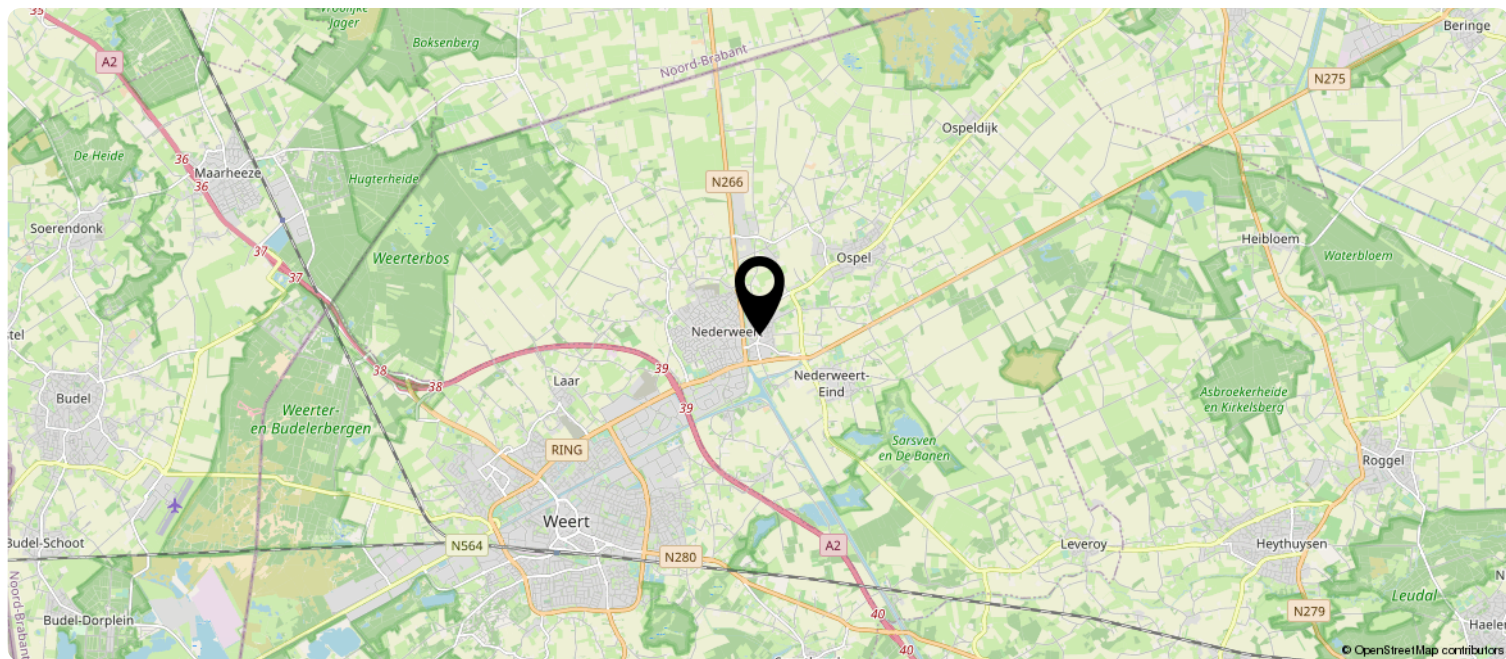 35
Vrolijke
Jager
Boksenberg
Noord-Brabant
Beringe
A2
N275
Ospeldijk
De Heide
36
Maarheeze
36
Hugterheide
N266
Soerendonk
37
37
Weerterbos
Ospel
Heibloem
Waterbloem
Nederweert
38
38
39
Laar
39
Nederweert-
Eind
Budel
Weerter-
en Budelerbergen
Asbroekerheide
en Kirkelsberg
RING
Sarsven
en De Banen
Roggel
Weert
Budel-Schoot
N564
N280
A2
Leveroy
Heythuysen
Noord-Brabant
Budel-Dorplein
40
40
N279
Leudal
© OpenStreetMap contributors